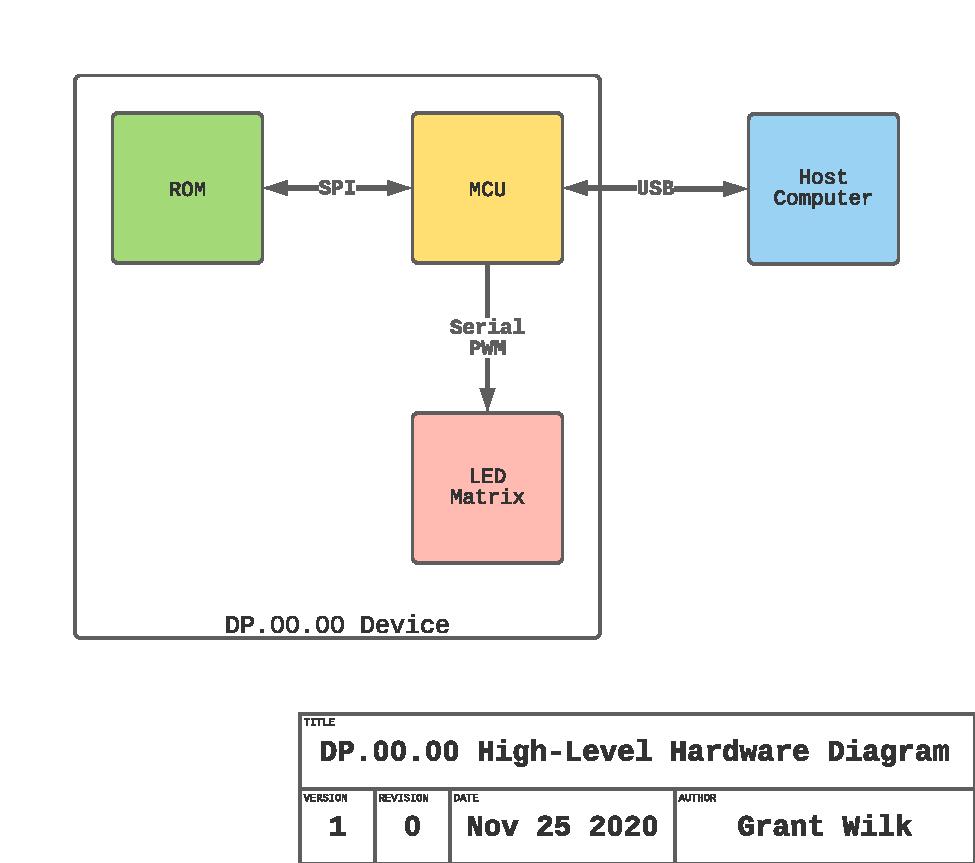 ROM
SPI
MCU
USB
Host
Computer
Serial
PWM
LED
Matrix
DP.00.00 Device
TITLE
DP.00.00 High-Level Hardware Diagram
VERSION
1
REVISION
0
DATE
Nov 25 2020
AUTHOR
Grant Wilk